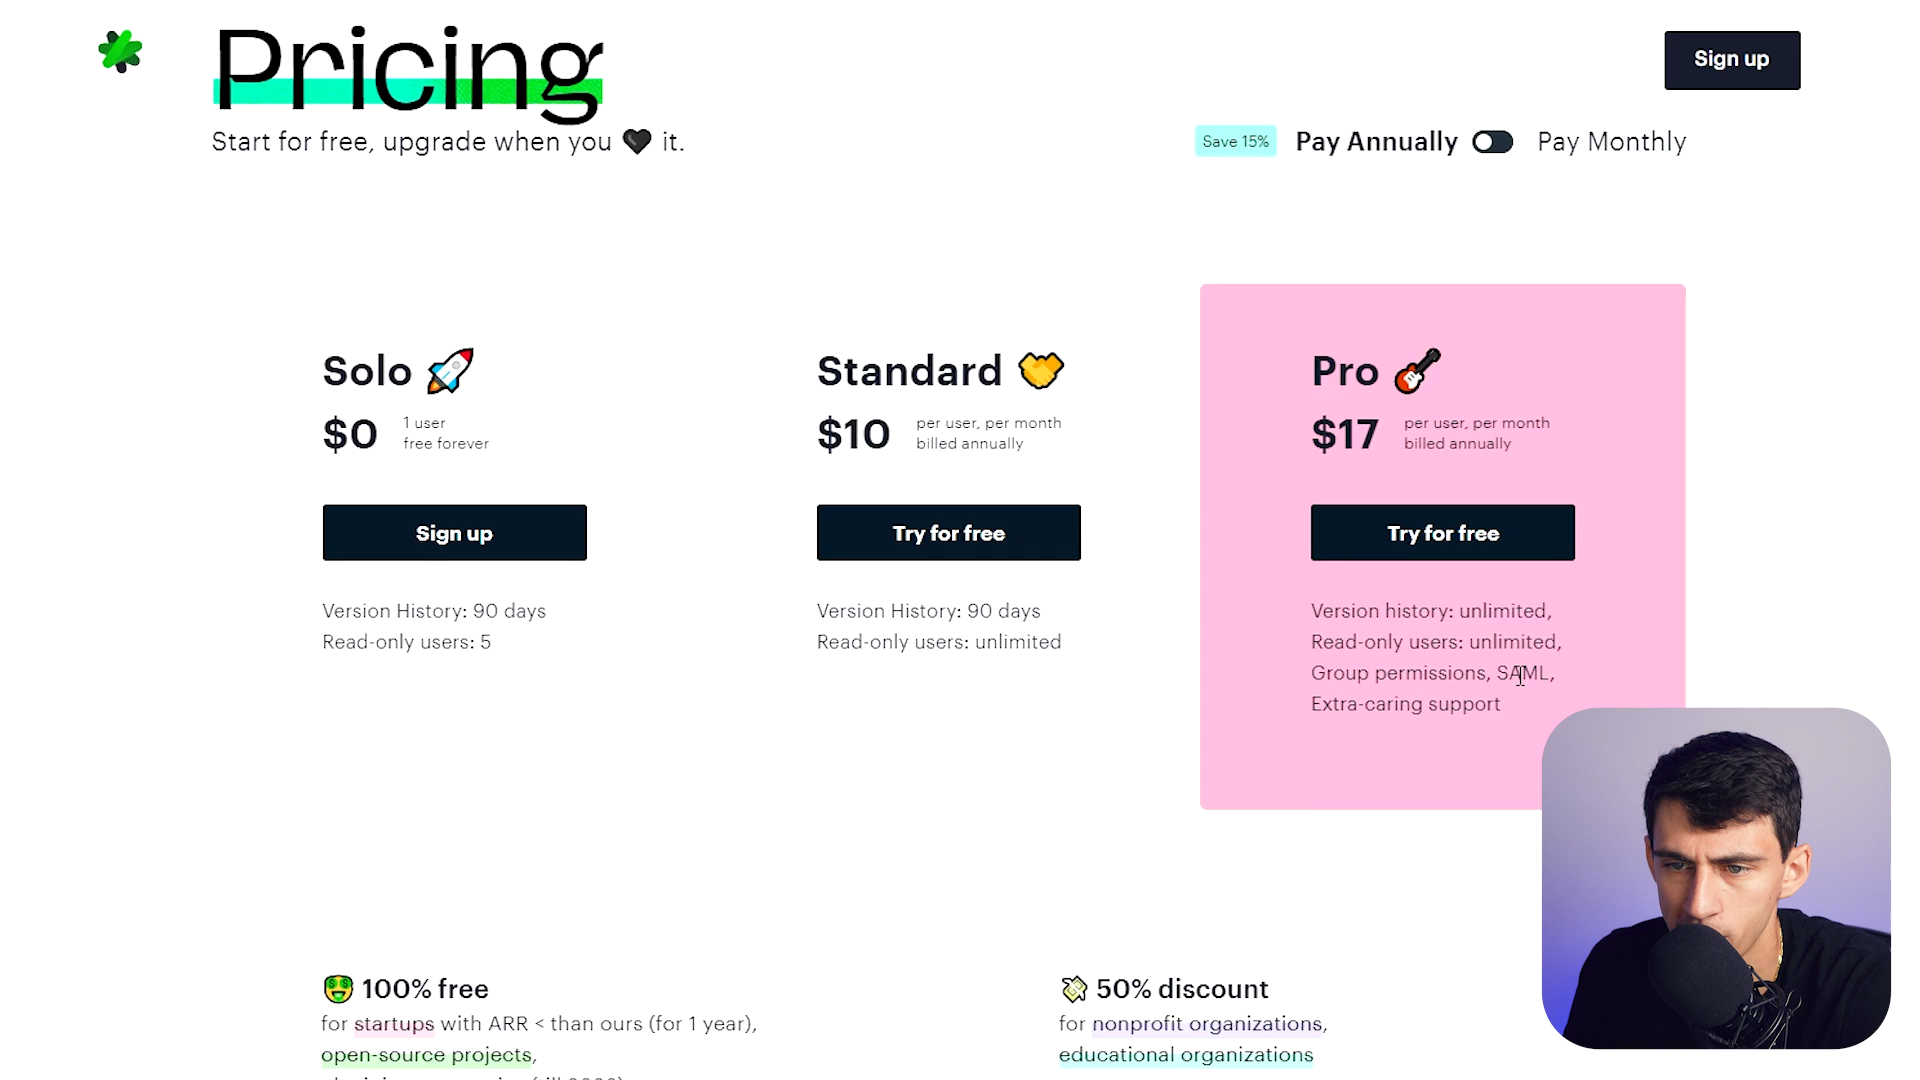 Pricing
Sign up
Start for free, upgrade when you 🖤 it.
Save 15% Pay Annually Pay Monthly
Solo 🚀
$0 1 user
free forever
Sign up
Version History: 90 days
Read-only users: 5
Standard
$10 per user, per month
billed annually
Try for free
Version History: 90 days
Read-only users: unlimited
Pro 🎸
$17 per user, per month
billed annually
Try for free
Version history: unlimited,
Read-only users: unlimited,
Group permissions, SAML,
Extra-caring support
🤑 100% free
for startups with ARR < than ours (for 1 year),
open-source projects,
💸 50% discount
for nonprofit organizations,
educational organizations